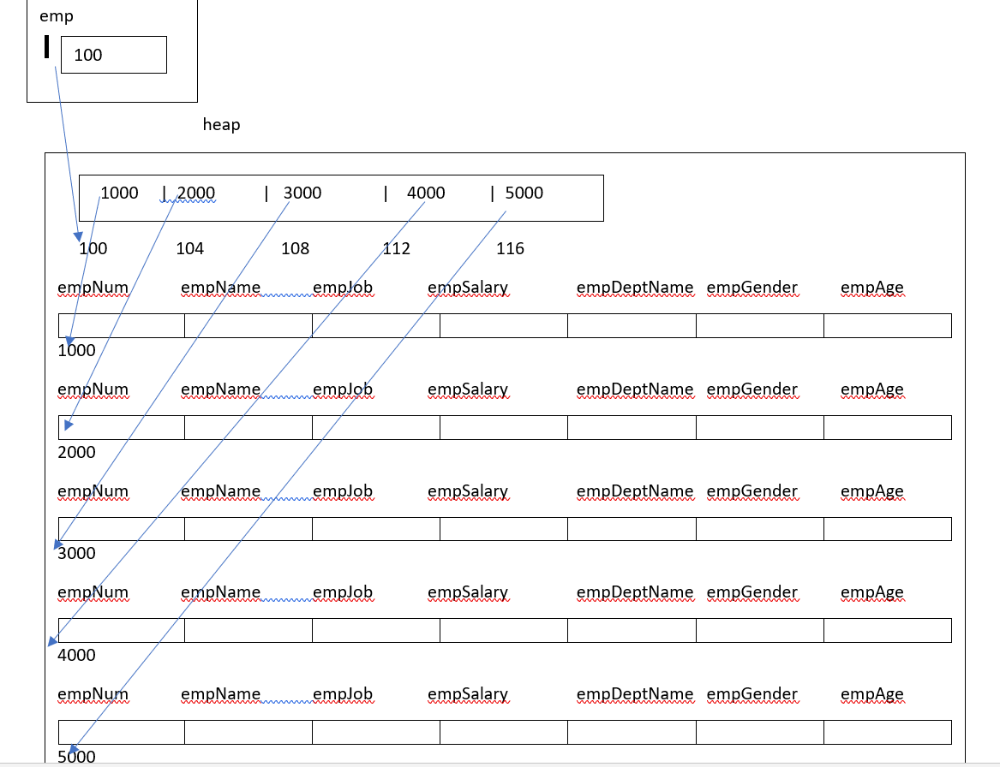 emp
100
heap
1000 | 2000 | 3000 | 4000 | 5000
100 104 108 112 116
empNum empName empJob empSalary empDeptName empGender empAge
1000
empNum empName empJob empSalary empDeptName empGender empAge
2000
empNum empName empJob empSalary empDeptName empGender empAge
3000
empNum empName empJob empSalary empDeptName empGender empAge
4000
empNum empName empJob empSalary empDeptName empGender empAge
5000